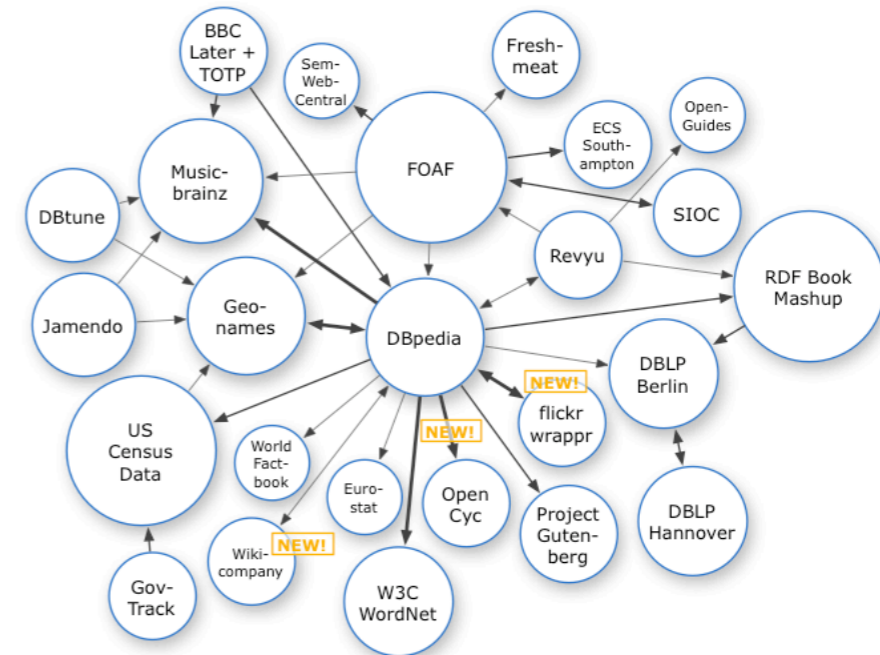 BBC
Later +
TOTP
Sem-
Web-
Central
Fresh-
meat
Open-
Guides
ECS
South-
ampton
Music-
brainz
FOAF
DBtune
SIOC
Revyu
RDF Book
Mashup
Geo-
names
Jamendo
DBpedia
DBLP
Berlin
NEW!
flickr
wrappr
NEW!
US
Census
Data
World
Fact-
book
Euro-
stat
Open
Cyc
Project
Guten-
berg
DBLP
Hannover
NEW!
Wiki-
company
Gov-
Track
W3C
WordNet